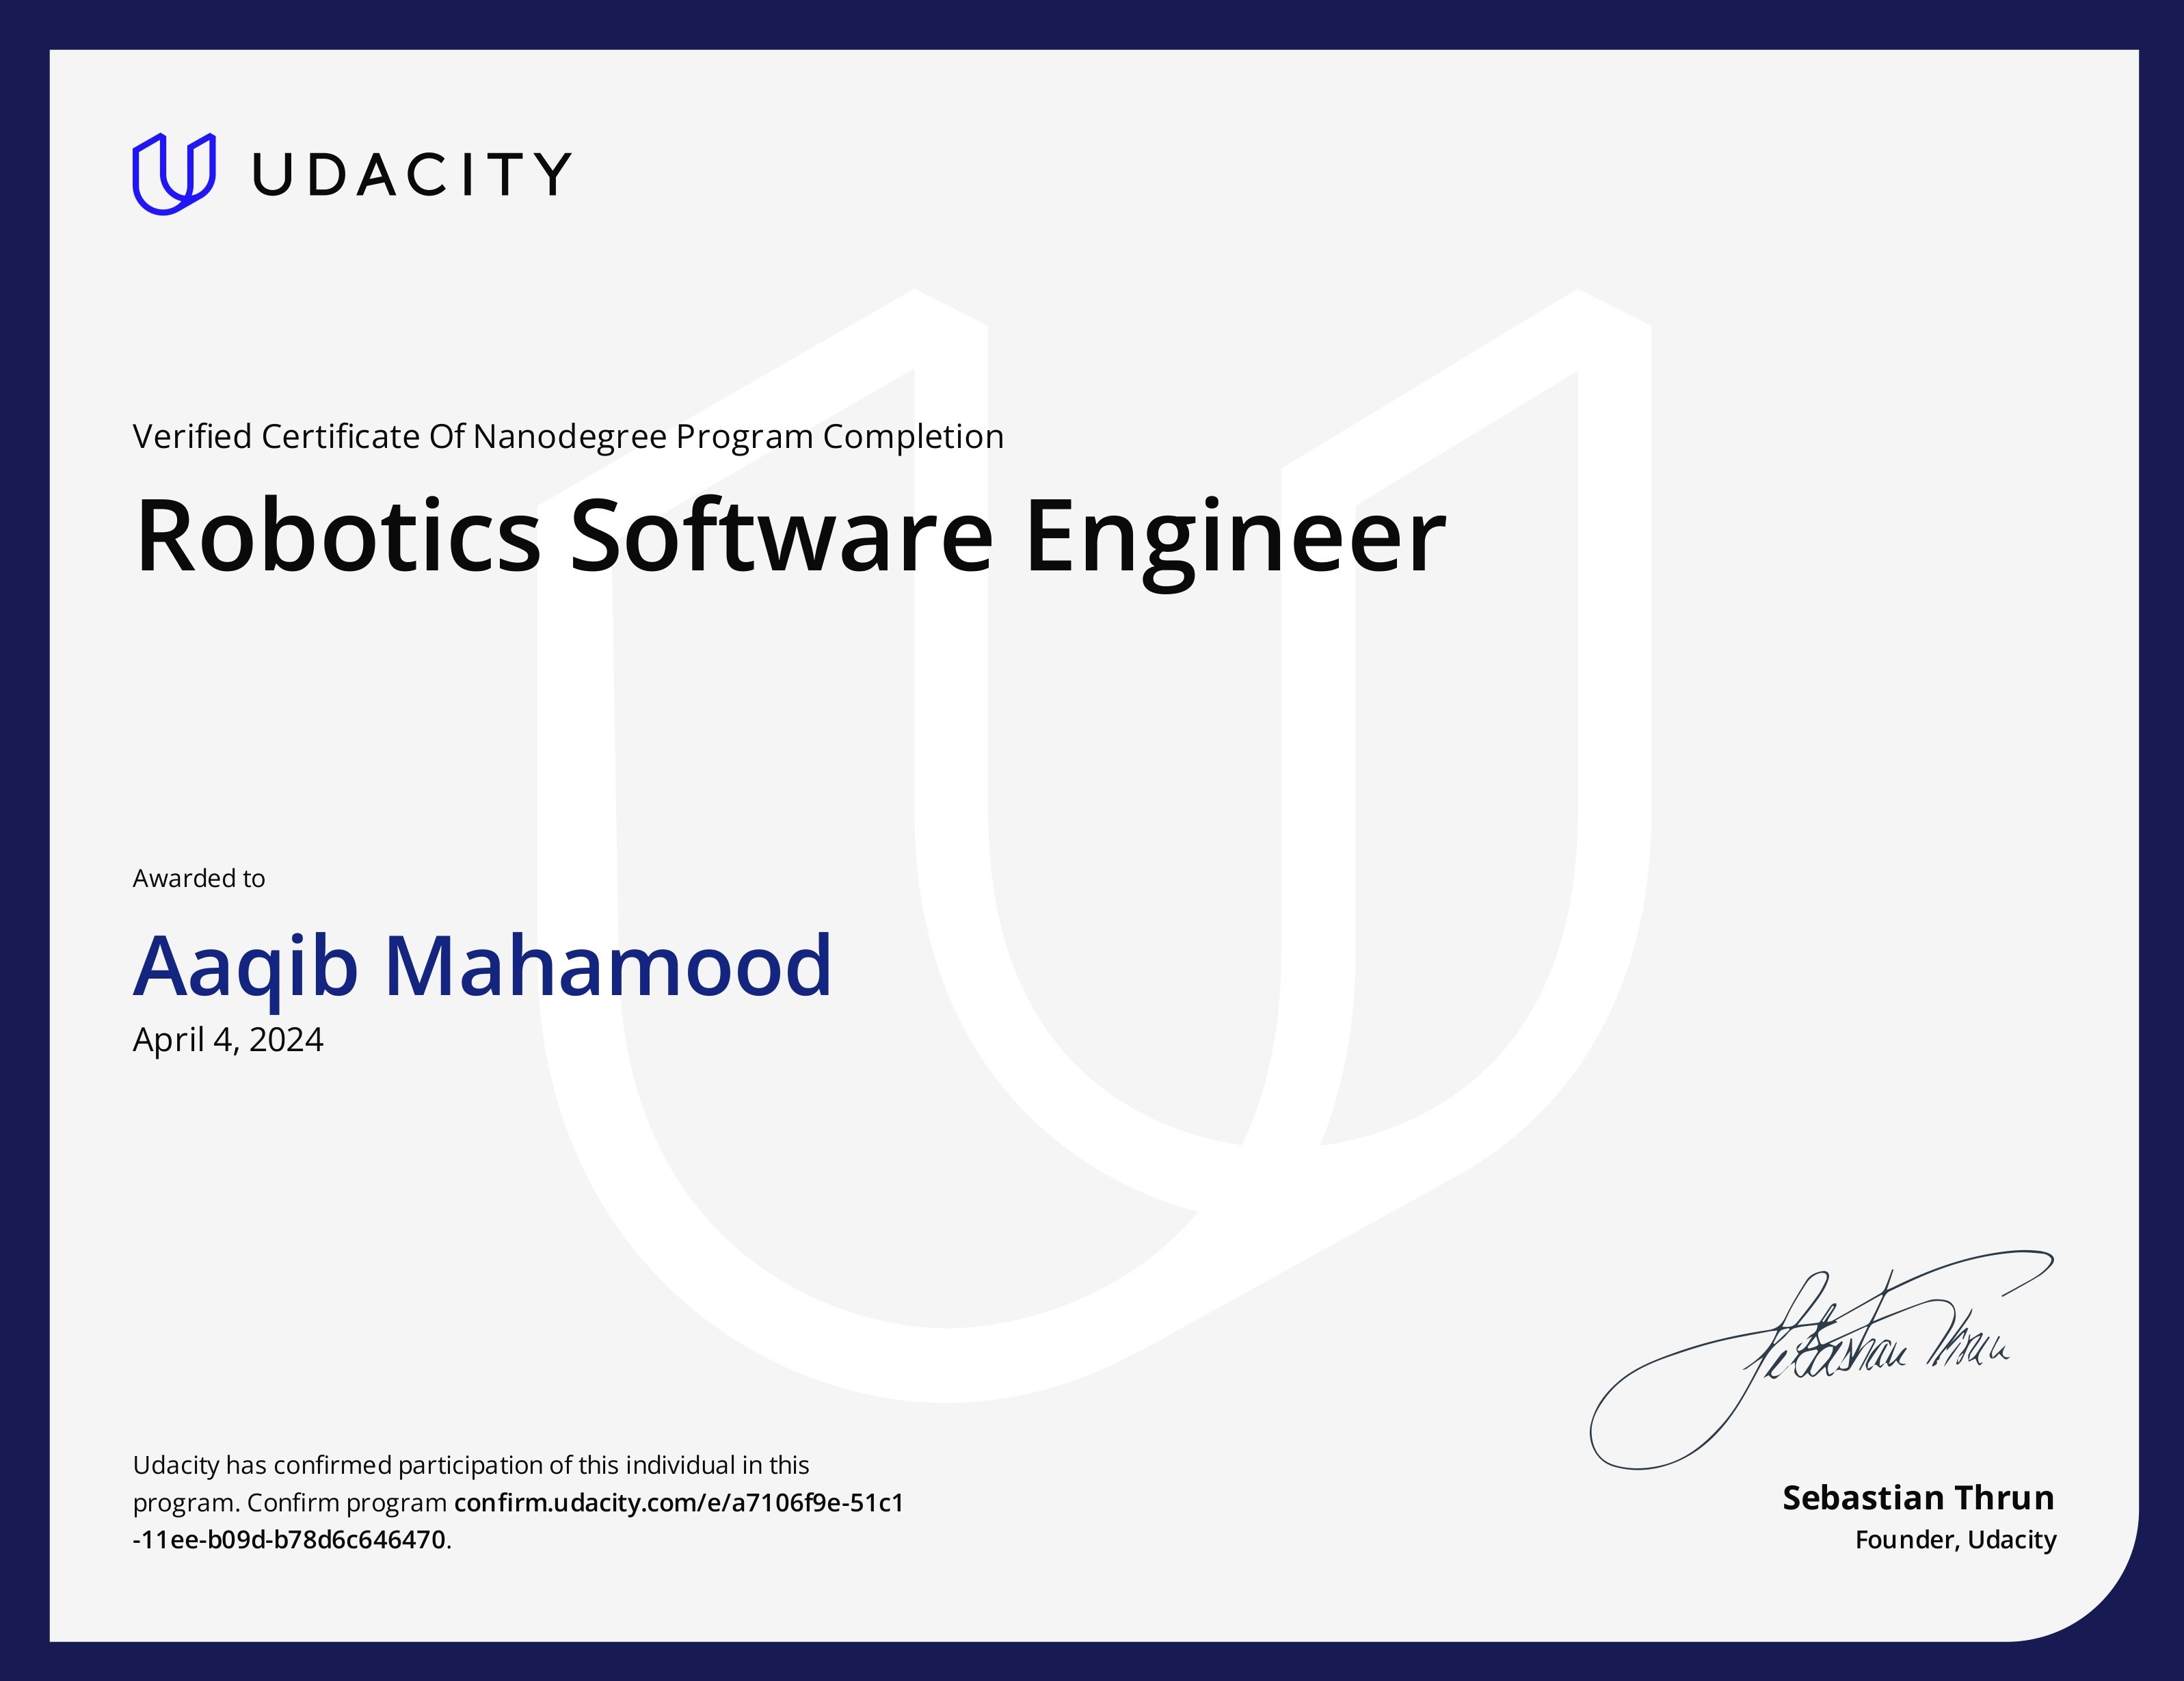 UDACITY
Verified Certificate Of Nanodegree Program Completion
Robotics Software Engineer
Awarded to
Aaqib Mahamood
April 4, 2024
Sebastian Thrun
Udacity has confirmed participation of this individual in this
program. Confirm program confirm.udacity.com/e/a7106f9e-51c1
-11ee-b09d-b78d6c646470.
Sebastian Thrun
Founder, Udacity